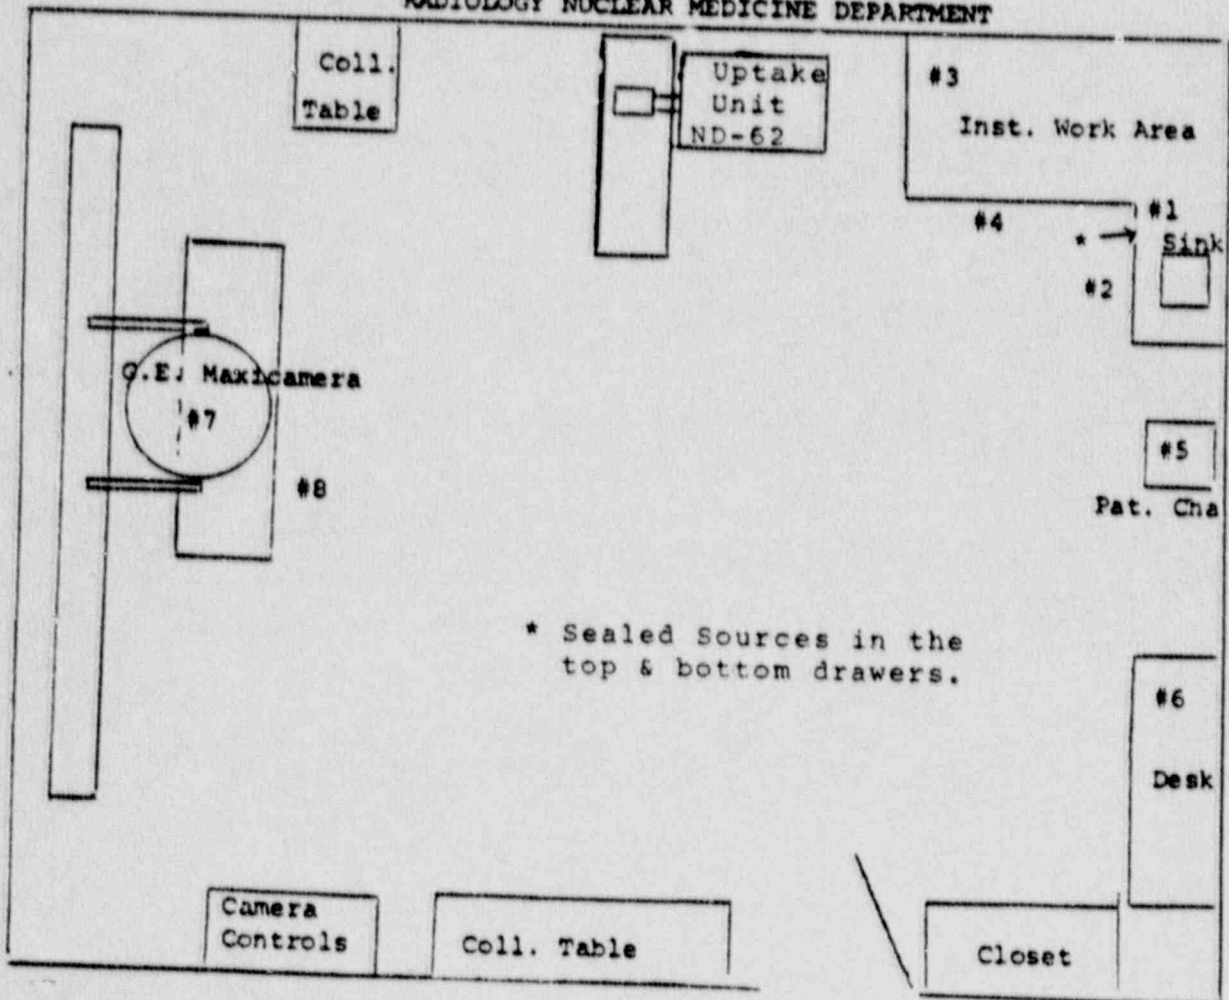 RADIOLOGY NUCLEAR MEDICINE DEPARTMENT
Coll.
Table
Uptake
Unit
ND-62
#3
Inst. Work Area
#1
#4
*
Sink
#2
G.E. Maxicamera
#7
#8
#5
Pat. Cha
* Sealed Sources in the
top & bottom drawers.
#6
Desk
Camera
Controls
Coll. Table
Closet